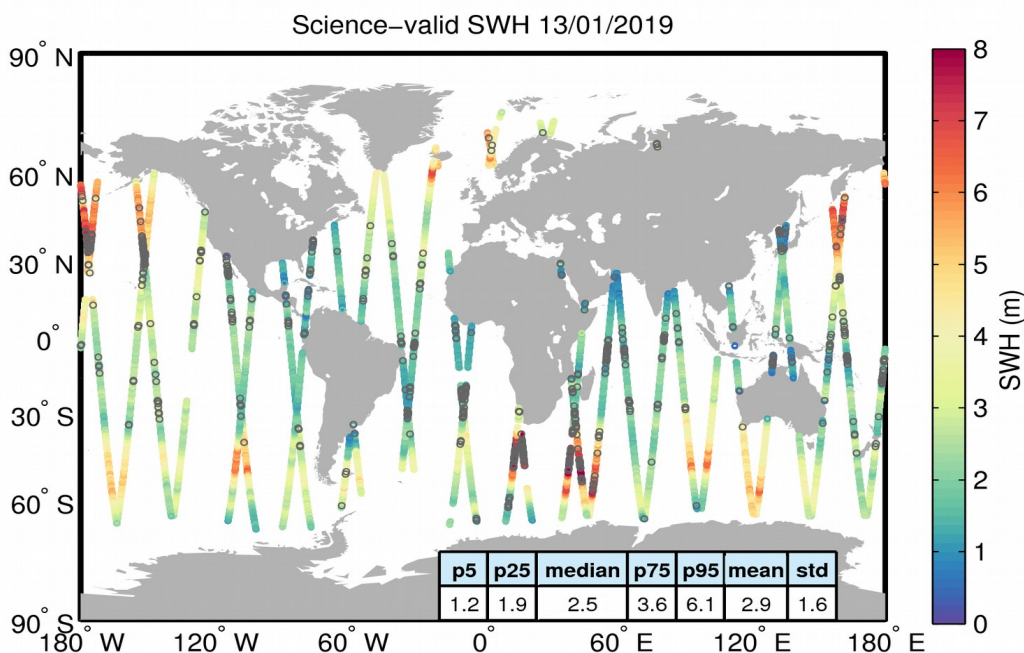 Science−valid SWH 13/01/2019
90° N
60° N
30° N
0°
30° S
60° S
90° S
180° W
120° W
60° W
0°
60° E
120° E
180° E
p5 p25 median p75 p95 mean std
1.2 1.9 2.5 3.6 6.1 2.9 1.6
8
7
6
5
4
3
2
1
0
SWH (m)